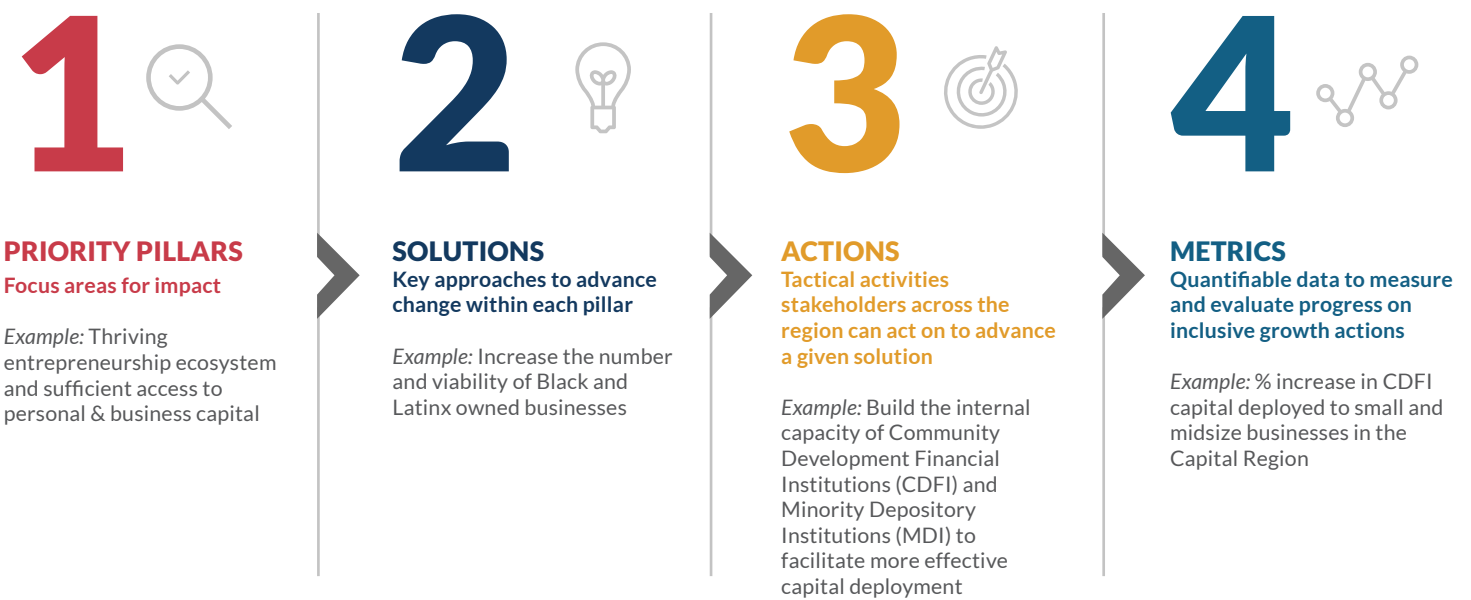 1
PRIORITY PILLARS
Focus areas for impact
Example: Thriving
entrepreneurship ecosystem
and sufficient access to
personal & business capital
2
SOLUTIONS
Key approaches to advance
change within each pillar
Example: Increase the number
and viability of Black and
Latinx owned businesses
3
ACTIONS
Tactical activities
stakeholders across the
region can act on to advance
a given solution
Example: Build the internal
capacity of Community
Development Financial
Institutions (CDFI) and
Minority Depository
Institutions (MDI) to
facilitate more effective
capital deployment
4
METRICS
Quantifiable data to measure
and evaluate progress on
inclusive growth actions
Example: % increase in CDFI
capital deployed to small and
midsize businesses in the
Capital Region